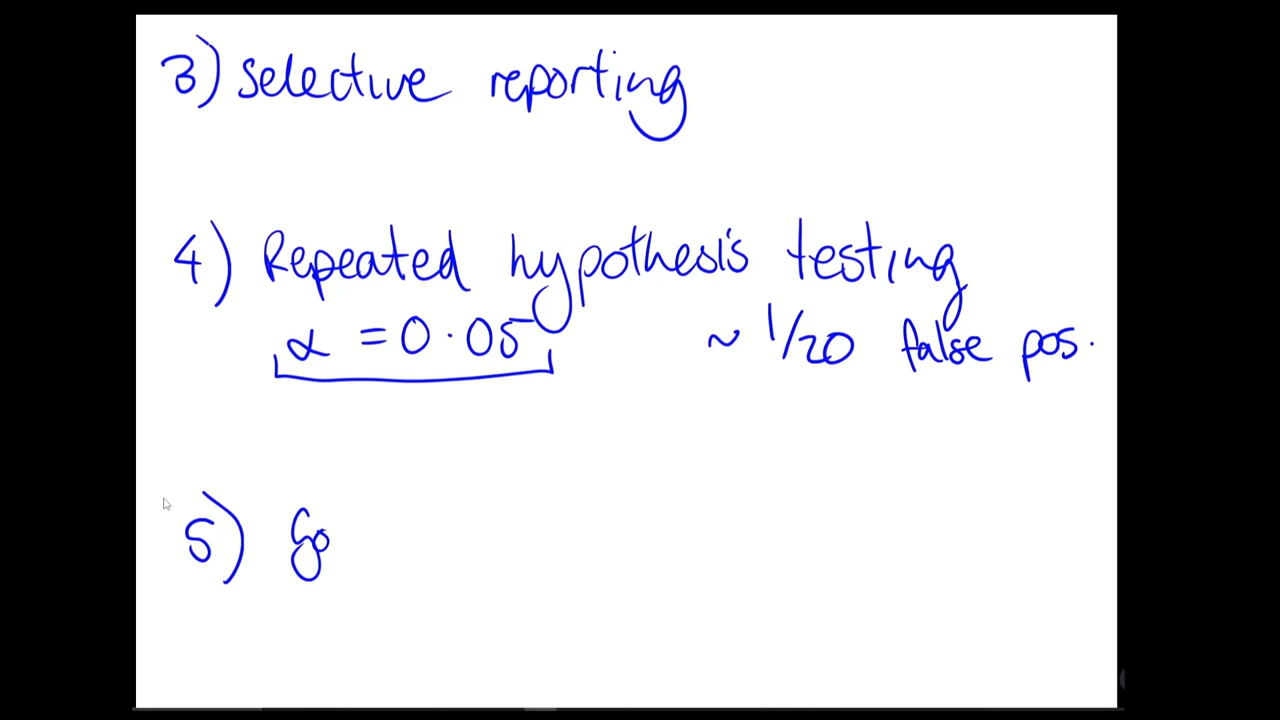 3) selective reporting
4) Repeated hypothesis testing
α = 0.05 ~ 1/20 false pos.
5)